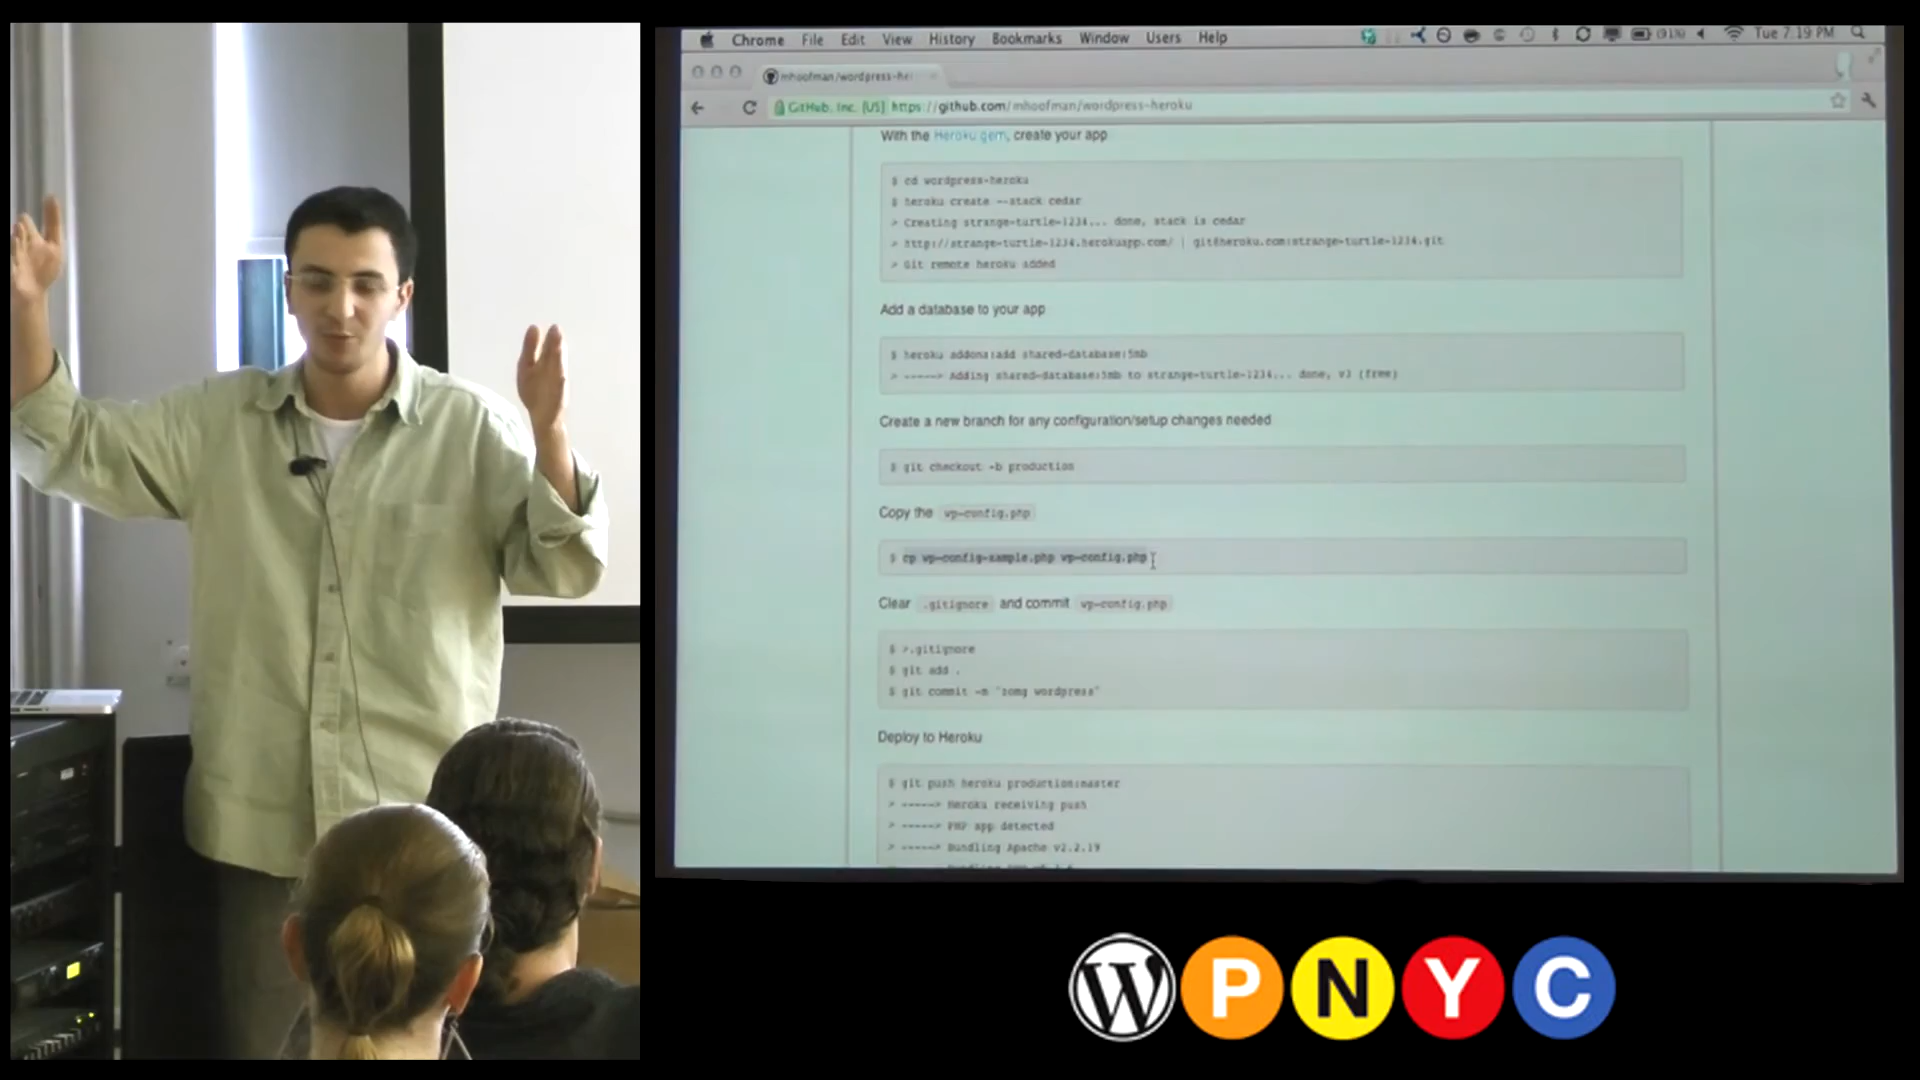 Chrome File Edit View History Bookmarks Window Users Help (91%) Tue 7:19 PM
mhoofman/wordpress-her
GitHub, Inc. [US] https://github.com/mhoofman/wordpress-heroku
With the Heroku gem, create your app
$ cd wordpress-heroku
$ heroku create --stack cedar
> Creating strange-turtle-1234... done, stack is cedar
> http://strange-turtle-1234.herokuapp.com/ | git@heroku.com:strange-turtle-1234.git
> Git remote heroku added
Add a database to your app
$ heroku addons:add shared-database:5mb
> -----> Adding shared-database:5mb to strange-turtle-1234... done, v3 (free)
Create a new branch for any configuration/setup changes needed
$ git checkout -b production
Copy the wp-config.php
$ cp wp-config-sample.php wp-config.php
Clear .gitignore and commit wp-config.php
$ >.gitignore
$ git add .
$ git commit -m "zomg wordpress"
Deploy to Heroku
$ git push heroku production:master
> -----> Heroku receiving push
> -----> PHP app detected
> -----> Bundling Apache v2.2.19
WPNYC